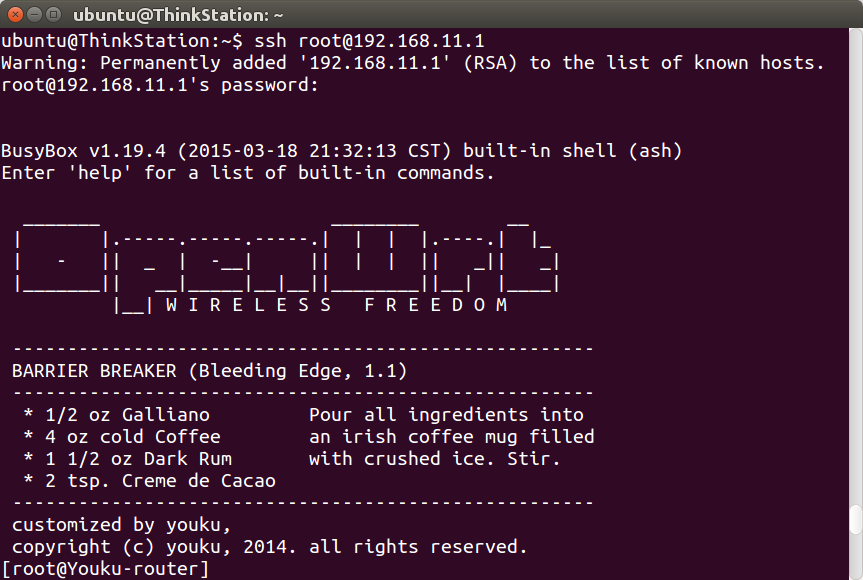 ubuntu@ThinkStation: ~
ubuntu@ThinkStation:~$ ssh root@192.168.11.1
Warning: Permanently added '192.168.11.1' (RSA) to the list of known hosts.
root@192.168.11.1's password:
BusyBox v1.19.4 (2015-03-18 21:32:13 CST) built-in shell (ash)
Enter 'help' for a list of built-in commands.
  _______                     ________        __
 |       |.-----.-----.-----.|  |  |  |.----.|  |_
 |   -   ||  _  |  -__|     ||  |  |  ||   _||   _|
 |_______||   __|_____|__|__||________||__|  |____|
          |__| W I R E L E S S   F R E E D O M
 -----------------------------------------------------
 BARRIER BREAKER (Bleeding Edge, 1.1)
 -----------------------------------------------------
  * 1/2 oz Galliano         Pour all ingredients into
  * 4 oz cold Coffee        an irish coffee mug filled
  * 1 1/2 oz Dark Rum       with crushed ice. Stir.
  * 2 tsp. Creme de Cacao
 -----------------------------------------------------
 customized by youku,
 copyright (c) youku, 2014. all rights reserved.
[root@Youku-router]